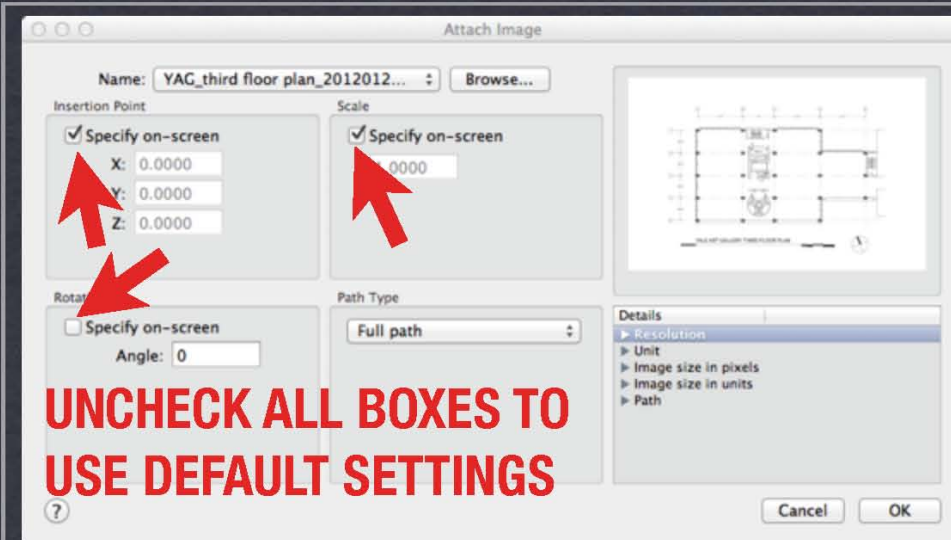 Attach Image
Name: YAG_third floor plan_2012012... Browse...
Insertion Point
Specify on-screen
X: 0.0000
Y: 0.0000
Z: 0.0000
Scale
Specify on-screen
.0000
Rotat
Specify on-screen
Angle: 0
Path Type
Full path
Details
Resolution
Unit
Image size in pixels
Image size in units
Path
UNCHECK ALL BOXES TO
USE DEFAULT SETTINGS
?
Cancel OK